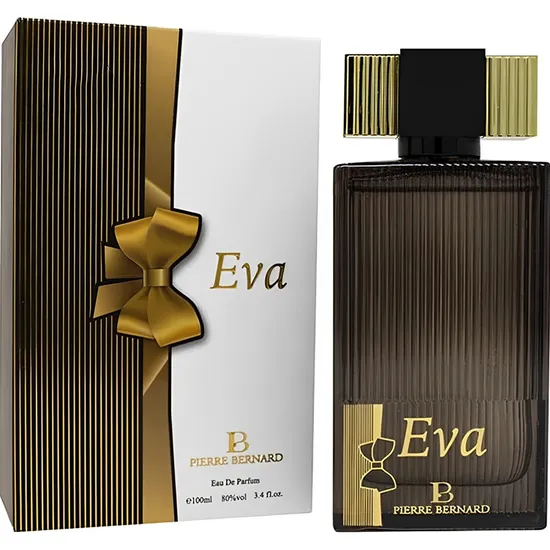 Eva
B
PIERRE BERNARD
Eau De Parfum
℮100ml 80%vol 3.4 fl.oz.
Eva
B
PIERRE BERNARD